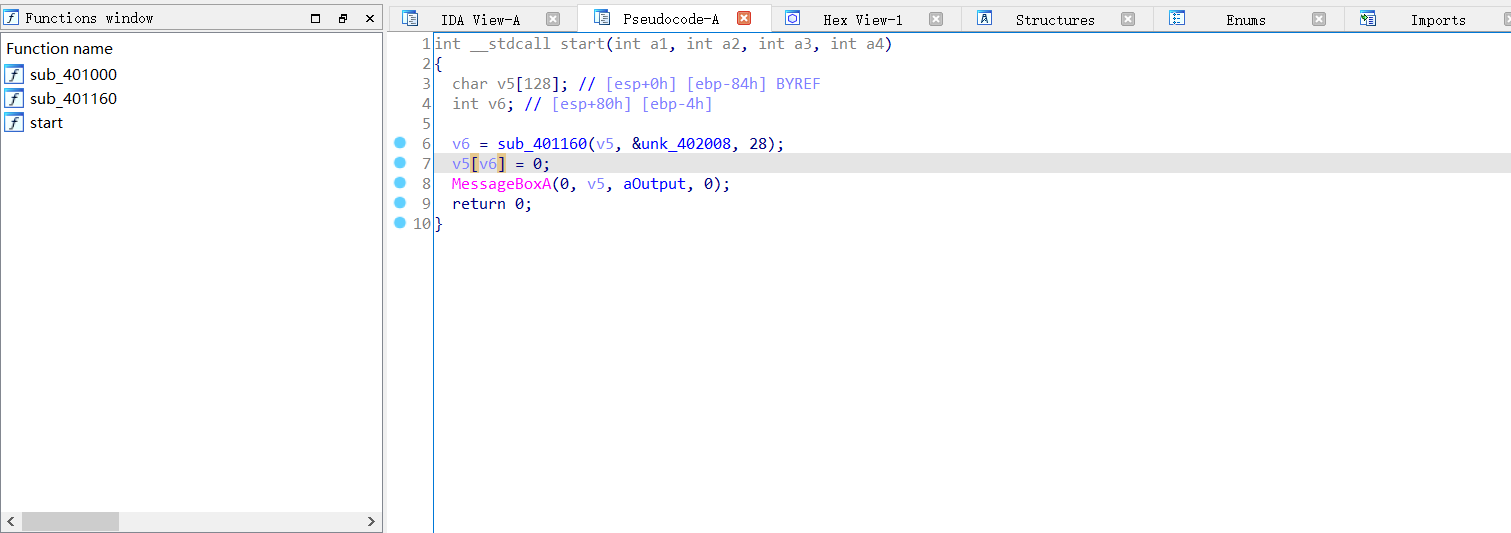 Functions window
IDA View-A
Pseudocode-A
Hex View-1
Structures
Enums
Imports
Function name
f sub_401000
f sub_401160
f start
1 int __stdcall start(int a1, int a2, int a3, int a4)
2 {
3   char v5[128]; // [esp+0h] [ebp-84h] BYREF
4   int v6; // [esp+80h] [ebp-4h]
5
6   v6 = sub_401160(v5, &unk_402008, 28);
7   v5[v6] = 0;
8   MessageBoxA(0, v5, aOutput, 0);
9   return 0;
10 }